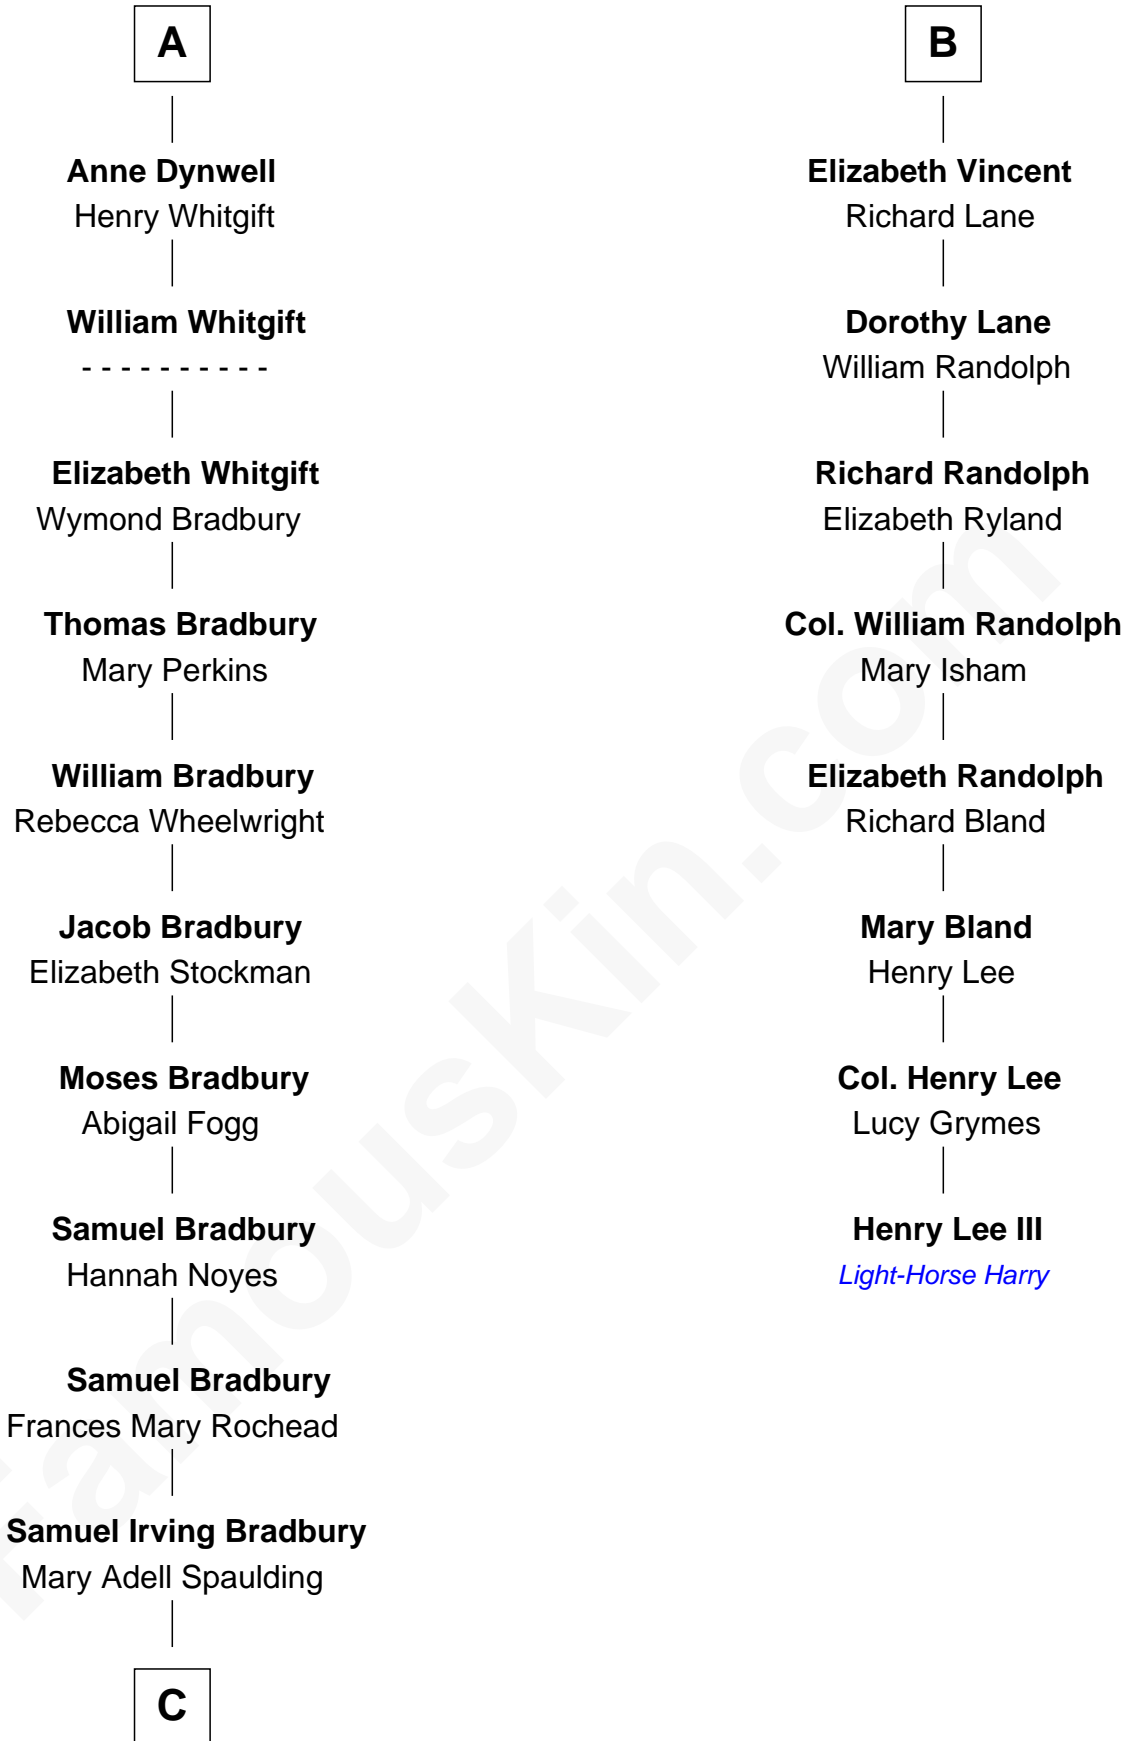 A
Anne Dynwell
Henry Whitgift
William Whitgift
- - - - - - - - - -
Elizabeth Whitgift
Wymond Bradbury
Thomas Bradbury
Mary Perkins
William Bradbury
Rebecca Wheelwright
Jacob Bradbury
Elizabeth Stockman
Moses Bradbury
Abigail Fogg
Samuel Bradbury
Hannah Noyes
Samuel Bradbury
Frances Mary Rochead
Samuel Irving Bradbury
Mary Adell Spaulding
C
B
Elizabeth Vincent
Richard Lane
Dorothy Lane
William Randolph
Richard Randolph
Elizabeth Ryland
Col. William Randolph
Mary Isham
Elizabeth Randolph
Richard Bland
Mary Bland
Henry Lee
Col. Henry Lee
Lucy Grymes
Henry Lee III
Light-Horse Harry
FamousKin.com